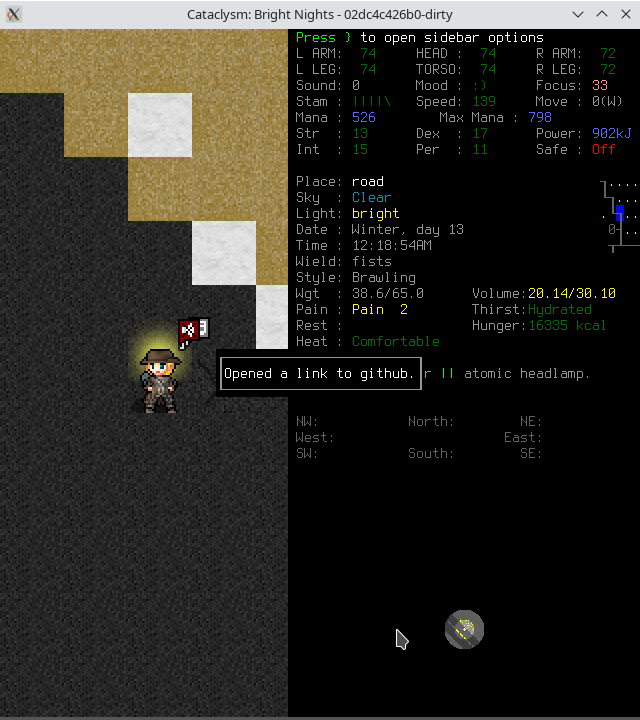 Cataclysm: Bright Nights - 02dc4c426b0-dirty
Press } to open sidebar options
L ARM: 74 HEAD : 74 R ARM: 72
L LEG: 74 TORSO: 74 R LEG: 72
Sound: 0 Mood : :) Focus: 33
Stam : ||||\ Speed: 139 Move : 0(W)
Mana : 526 Max Mana : 798
Str : 13 Dex : 17 Power: 902kJ
Int : 15 Per : 11 Safe : Off
Place: road
Sky : Clear
Light: bright
Date : Winter, day 13
Time : 12:18:54AM
Wield: fists
Style: Brawling
Wgt : 38.6/65.0 Volume:20.14/30.10
Pain : Pain 2 Thirst:Hydrated
Rest : Hunger:16335 kcal
Heat : Comfortable
Opened a link to github. r || atomic headlamp.
NW: North: NE:
West: East:
SW: South: SE: